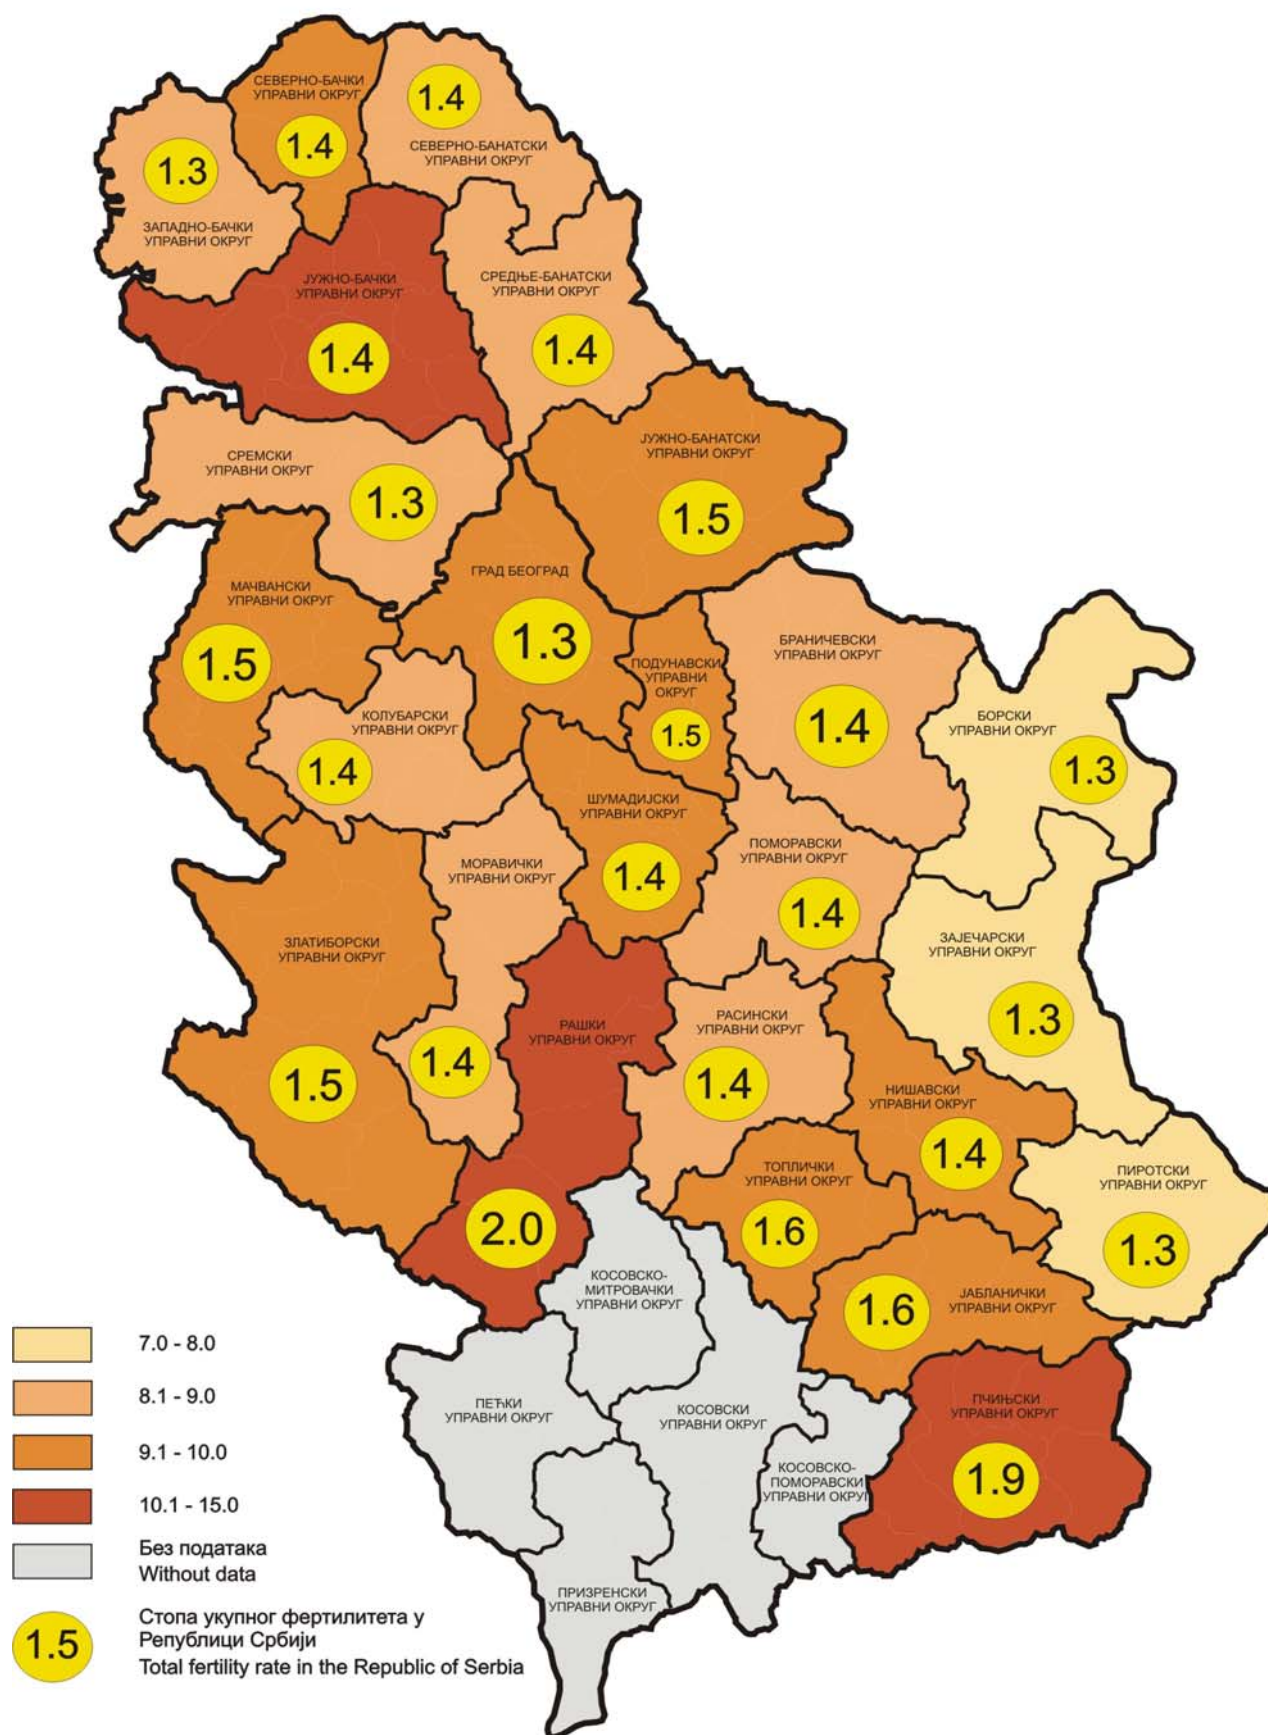 СЕВЕРНО-БАЧКИ
УПРАВНИ ОКРУГ
1.4
1.4
СЕВЕРНО-БАНАТСКИ
УПРАВНИ ОКРУГ
1.3
ЗАПАДНО-БАЧКИ
УПРАВНИ ОКРУГ
ЈУЖНО-БАЧКИ
УПРАВНИ ОКРУГ
1.4
СРЕДЊЕ-БАНАТСКИ
УПРАВНИ ОКРУГ
1.4
ЈУЖНО-БАНАТСКИ
УПРАВНИ ОКРУГ
1.5
СРЕМСКИ
УПРАВНИ ОКРУГ
1.3
МАЧВАНСКИ
УПРАВНИ ОКРУГ
1.5
ГРАД БЕОГРАД
1.3
ПОДУНАВСКИ
УПРАВНИ
ОКРУГ
1.5
БРАНИЧЕВСКИ
УПРАВНИ ОКРУГ
1.4
БОРСКИ
УПРАВНИ ОКРУГ
1.3
КОЛУБАРСКИ
УПРАВНИ ОКРУГ
1.4
ШУМАДИЈСКИ
УПРАВНИ ОКРУГ
1.4
ПОМОРАВСКИ
УПРАВНИ ОКРУГ
1.4
МОРАВИЧКИ
УПРАВНИ ОКРУГ
1.4
ЗЛАТИБОРСКИ
УПРАВНИ ОКРУГ
1.5
ЗАЈЕЧАРСКИ
УПРАВНИ ОКРУГ
1.3
РАШКИ
УПРАВНИ ОКРУГ
2.0
РАСИНСКИ
УПРАВНИ ОКРУГ
1.4
НИШАВСКИ
УПРАВНИ ОКРУГ
1.4
ТОПЛИЧКИ
УПРАВНИ ОКРУГ
1.6
ПИРОТСКИ
УПРАВНИ ОКРУГ
1.3
КОСОВСКО-
МИТРОВАЧКИ
УПРАВНИ ОКРУГ
1.6
ЈАБЛАНИЧКИ
УПРАВНИ ОКРУГ
ПЕЋКИ
УПРАВНИ ОКРУГ
КОСОВСКИ
УПРАВНИ ОКРУГ
ПЧИЊСКИ
УПРАВНИ ОКРУГ
1.9
КОСОВСКО-
ПОМОРАВСКИ
УПРАВНИ ОКРУГ
ПРИЗРЕНСКИ
УПРАВНИ ОКРУГ
7.0 - 8.0
8.1 - 9.0
9.1 - 10.0
10.1 - 15.0
Без података
Without data
1.5
Стопа укупног фертилитета у
Републици Србији
Total fertility rate in the Republic of Serbia